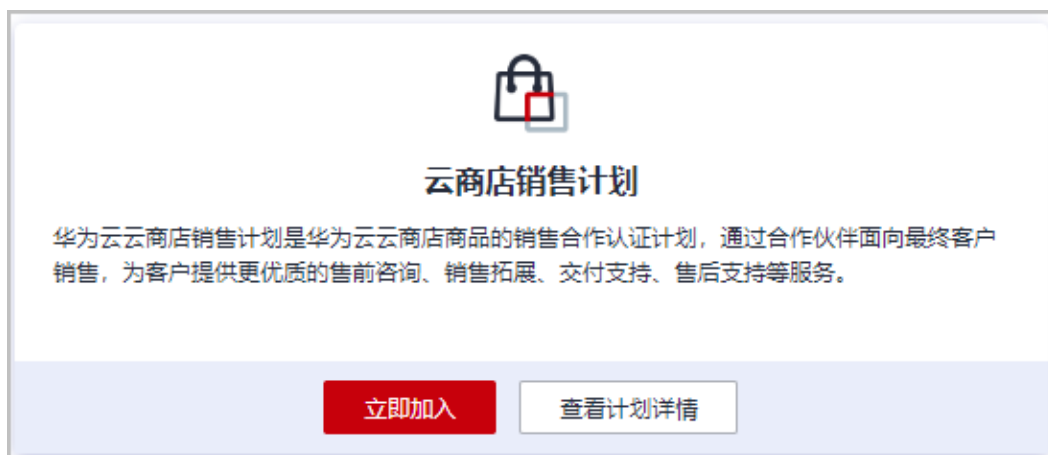 云商店销售计划
华为云云商店销售计划是华为云云商店商品的销售合作认证计划，通过合作伙伴面向最终客户
销售，为客户提供更优质的售前咨询、销售拓展、交付支持、售后支持等服务。
立即加入
查看计划详情